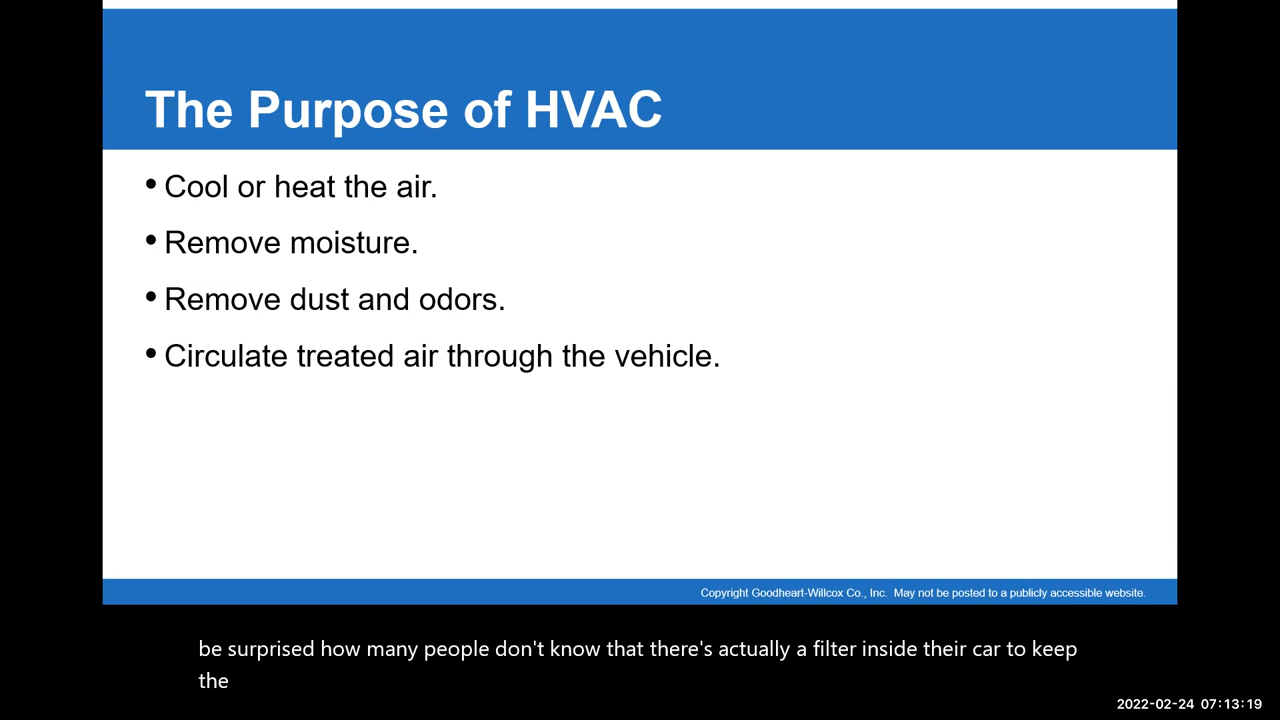 The Purpose of HVAC
• Cool or heat the air.
• Remove moisture.
• Remove dust and odors.
• Circulate treated air through the vehicle.
Copyright Goodheart-Willcox Co., Inc.  May not be posted to a publicly accessible website.
be surprised how many people don't know that there's actually a filter inside their car to keep
the
2022-02-24 07:13:19